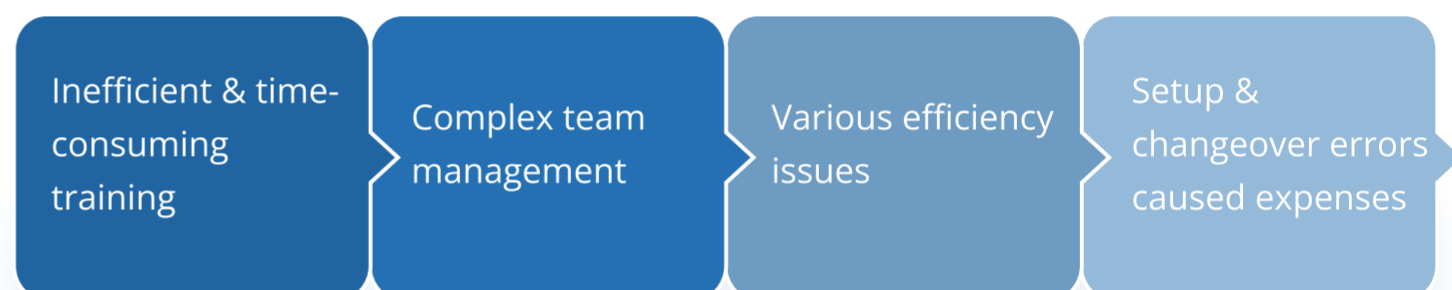 Inefficient & time-
consuming
training
Complex team
management
Various efficiency
issues
Setup &
changeover errors
caused expenses